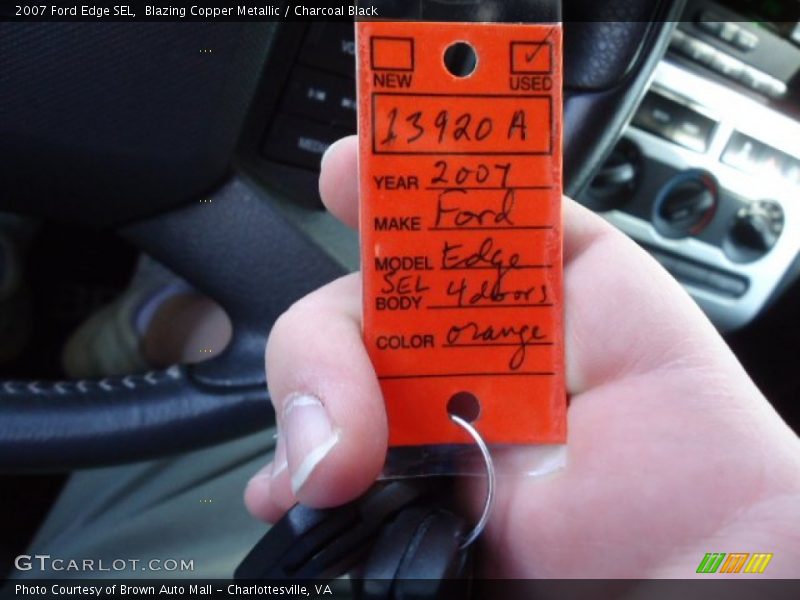 2007 Ford Edge SEL,  Blazing Copper Metallic / Charcoal Black
NEW USED
13920 A
YEAR 2007
MAKE Ford
MODEL Edge
SEL
BODY 4doors
COLOR orange
GTCARLOT.COM
Photo Courtesy of Brown Auto Mall - Charlottesville, VA